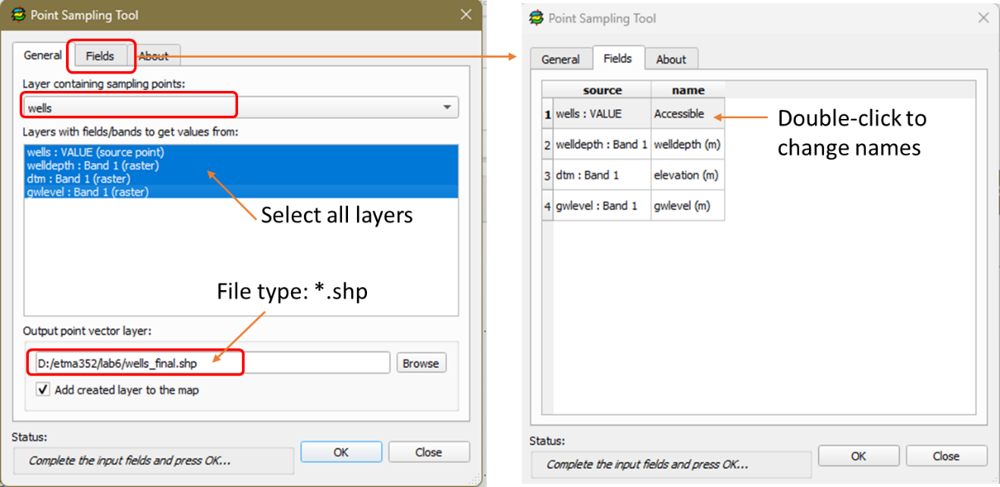 Point Sampling Tool
General Fields About
Layer containing sampling points:
wells
Layers with fields/bands to get values from:
wells : VALUE (source point)
welldepth : Band 1 (raster)
dtm : Band 1 (raster)
gwlevel : Band 1 (raster)
Select all layers
File type: *.shp
Output point vector layer:
D:/etma352/lab6/wells_final.shp
Browse
Add created layer to the map
Status:
Complete the input fields and press OK...
OK
Close
Point Sampling Tool
General Fields About
source name
1 wells : VALUE Accessible
2 welldepth : Band 1 welldepth (m)
3 dtm : Band 1 elevation (m)
4 gwlevel : Band 1 gwlevel (m)
Double-click to
change names
Status:
Complete the input fields and press OK...
OK
Close